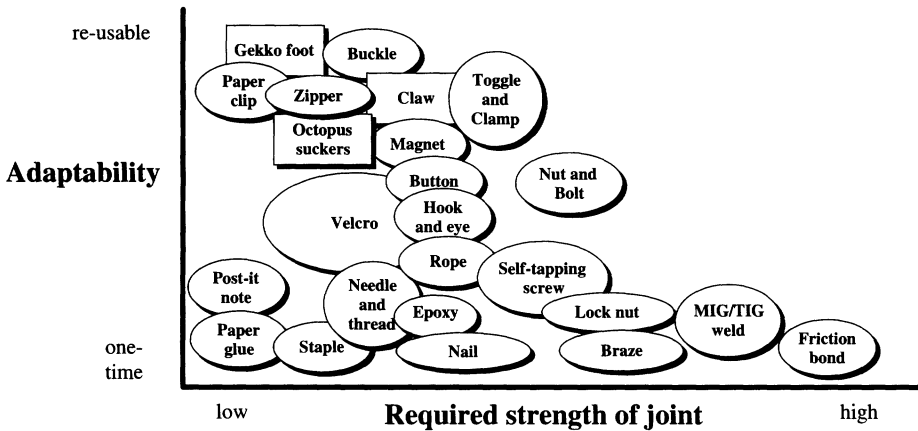 re-usable
Gekko foot
Buckle
Paper
clip
Zipper
Claw
Toggle
and
Clamp
Octopus
suckers
Magnet
Adaptability
Button
Nut and
Bolt
Velcro
Hook
and eye
Rope
Self-tapping
screw
Post-it
note
Needle
and
thread
Epoxy
Lock nut
MIG/TIG
weld
Paper
glue
Staple
Nail
Braze
Friction
bond
one-
time
low
Required strength of joint
high